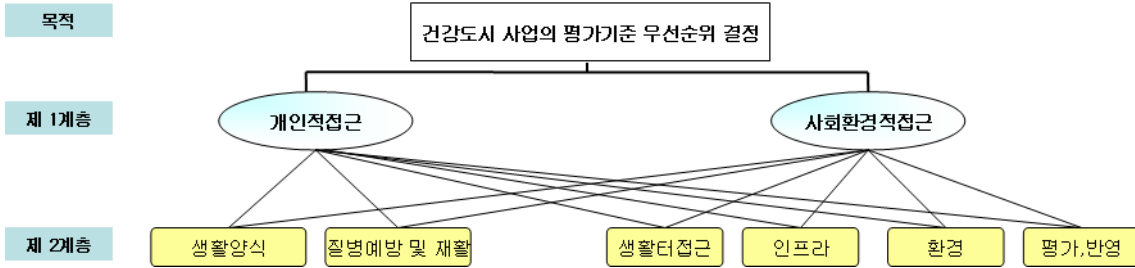 목적
건강도시 사업의 평가기준 우선순위 결정
제 1계층
개인적접근
사회환경적접근
제 2계층
생활양식
질병예방 및 재활
생활터접근
인프라
환경
평가,반영